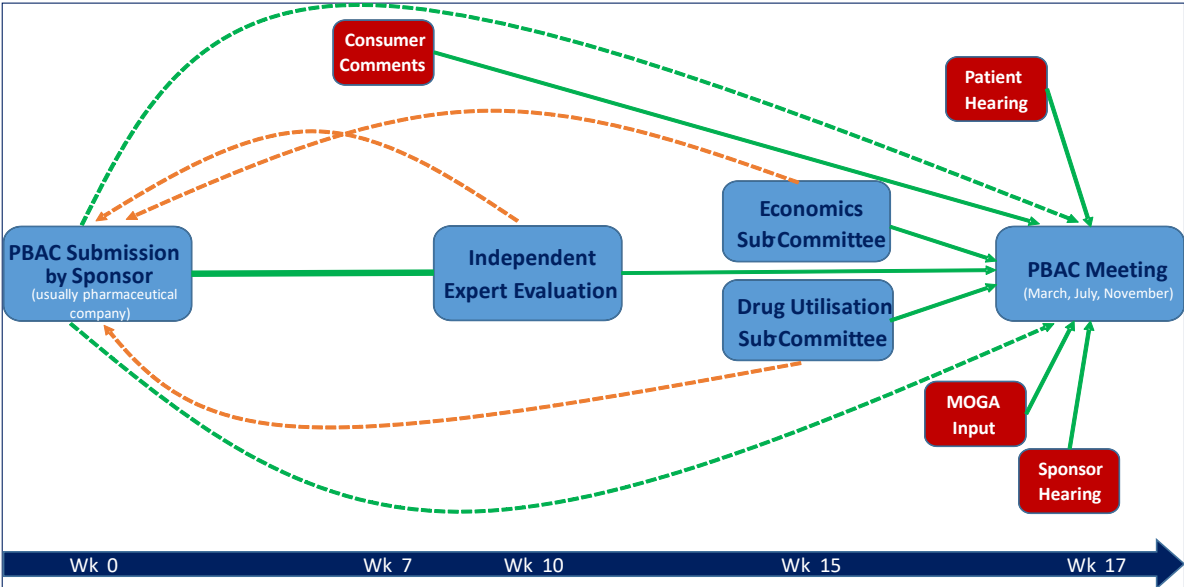 Consumer
Comments
Patient
Hearing
Economics
Sub-Committee
PBAC Submission
by Sponsor
(usually pharmaceutical
company)
Independent
Expert Evaluation
PBAC Meeting
(March, July, November)
Drug Utilisation
Sub-Committee
MOGA
Input
Sponsor
Hearing
Wk 0
Wk 7
Wk 10
Wk 15
Wk 17